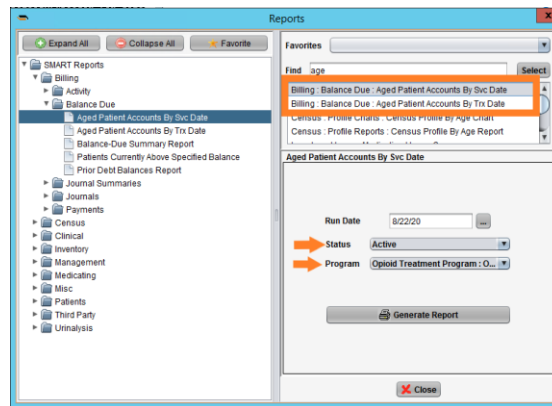 Reports
Expand All
Collapse All
Favorite
SMART Reports
Billing
Activity
Balance Due
Aged Patient Accounts By Svc Date
Aged Patient Accounts By Trx Date
Balance-Due Summary Report
Patients Currently Above Specified Balance
Prior Debt Balances Report
Journal Summaries
Journals
Payments
Census
Clinical
Inventory
Management
Medicating
Misc
Patients
Third Party
Urinalysis
Favorites
Find age Select
Billing : Balance Due : Aged Patient Accounts By Svc Date
Billing : Balance Due : Aged Patient Accounts By Trx Date
Census : Profile Charts : Census Profile By Age Chart
Census : Profile Reports : Census Profile By Age Report
Aged Patient Accounts By Svc Date
Run Date 8/22/20 ...
Status Active
Program Opioid Treatment Program : O...
Generate Report
Close